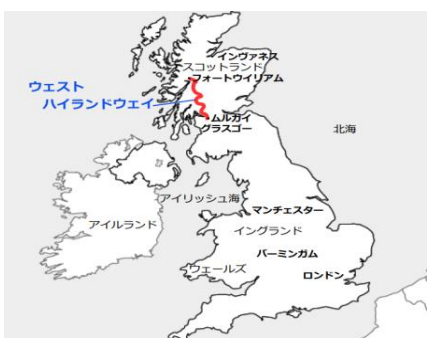 インヴァネス
スコットランド
フォートウイリアム
ウェスト
ハイランドウェイ
ムルガイ
グラスゴー
北海
アイリッシュ海
マンチェスター
アイルランド
イングランド
バーミンガム
ウェールズ
ロンドン